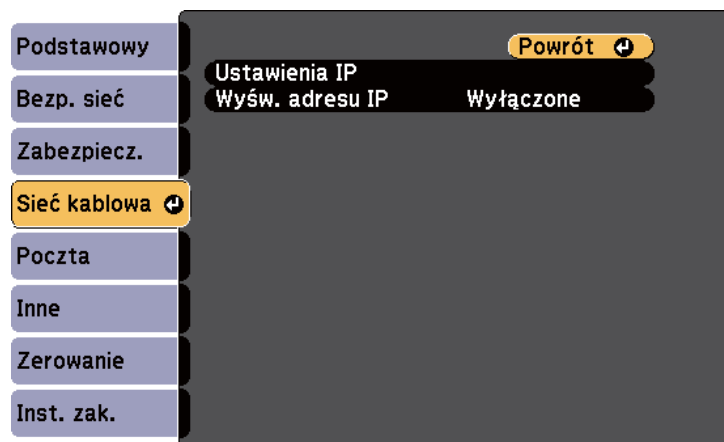 Podstawowy
Bezp. sieć
Zabezpiecz.
Sieć kablowa
Poczta
Inne
Zerowanie
Inst. zak.
Powrót
Ustawienia IP
Wyśw. adresu IP Wyłączone